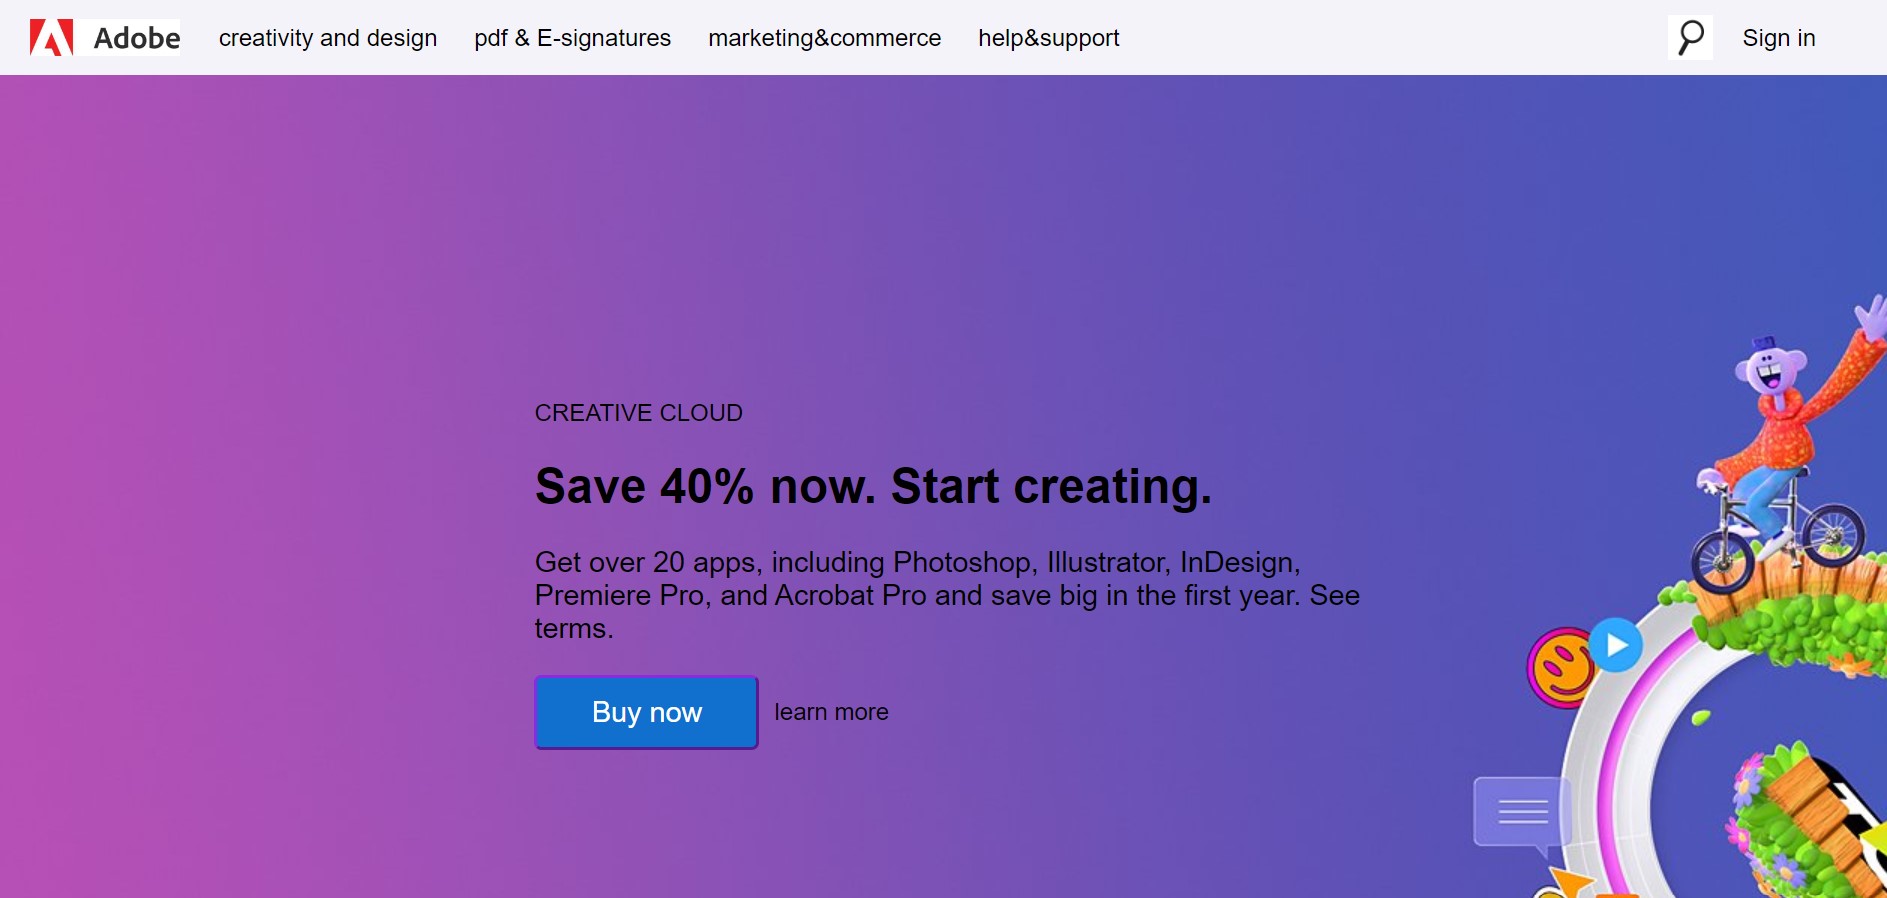 Adobe creativity and design pdf & E-signatures marketing&commerce help&support Sign in
CREATIVE CLOUD
Save 40% now. Start creating.
Get over 20 apps, including Photoshop, Illustrator, InDesign,
Premiere Pro, and Acrobat Pro and save big in the first year. See
terms.
Buy now learn more